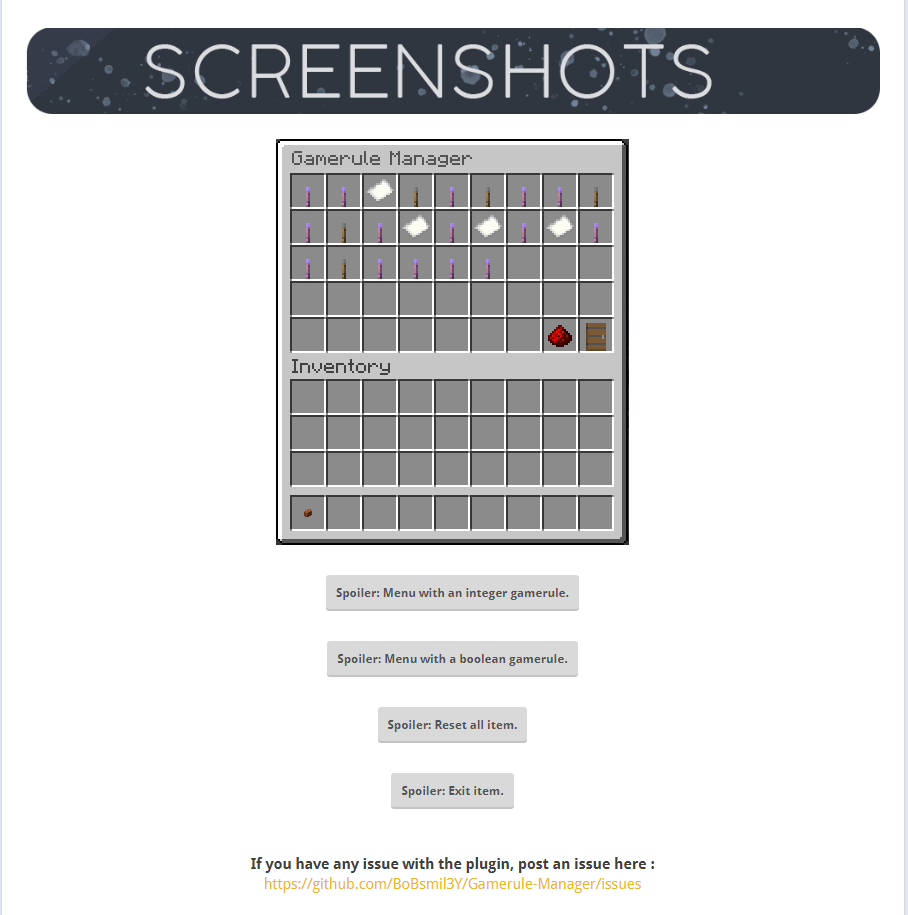 SCREENSHOTS
Gamerule Manager
Inventory
Spoiler: Menu with an integer gamerule.
Spoiler: Menu with a boolean gamerule.
Spoiler: Reset all item.
Spoiler: Exit item.
If you have any issue with the plugin, post an issue here :
https://github.com/BoBsmil3Y/Gamerule-Manager/issues